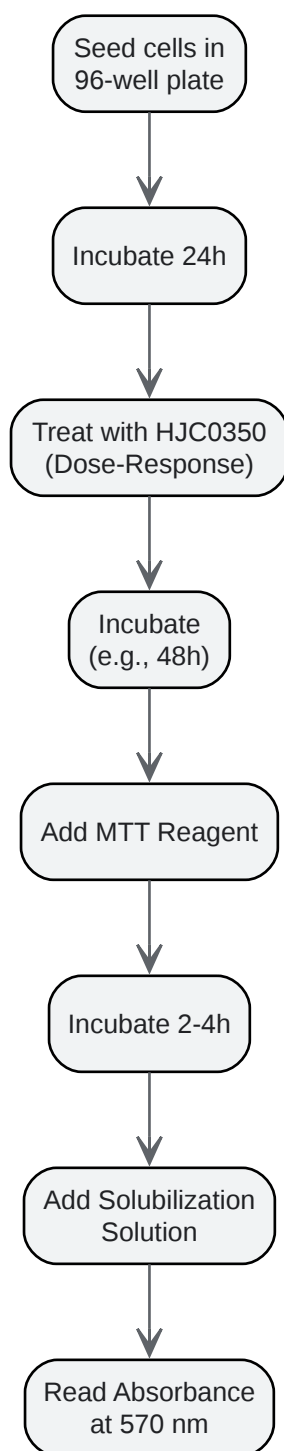 Seed cells in
96-well plate
Incubate 24h
Treat with HJC0350
(Dose-Response)
Incubate
(e.g., 48h)
Add MTT Reagent
Incubate 2-4h
Add Solubilization
Solution
Read Absorbance
at 570 nm